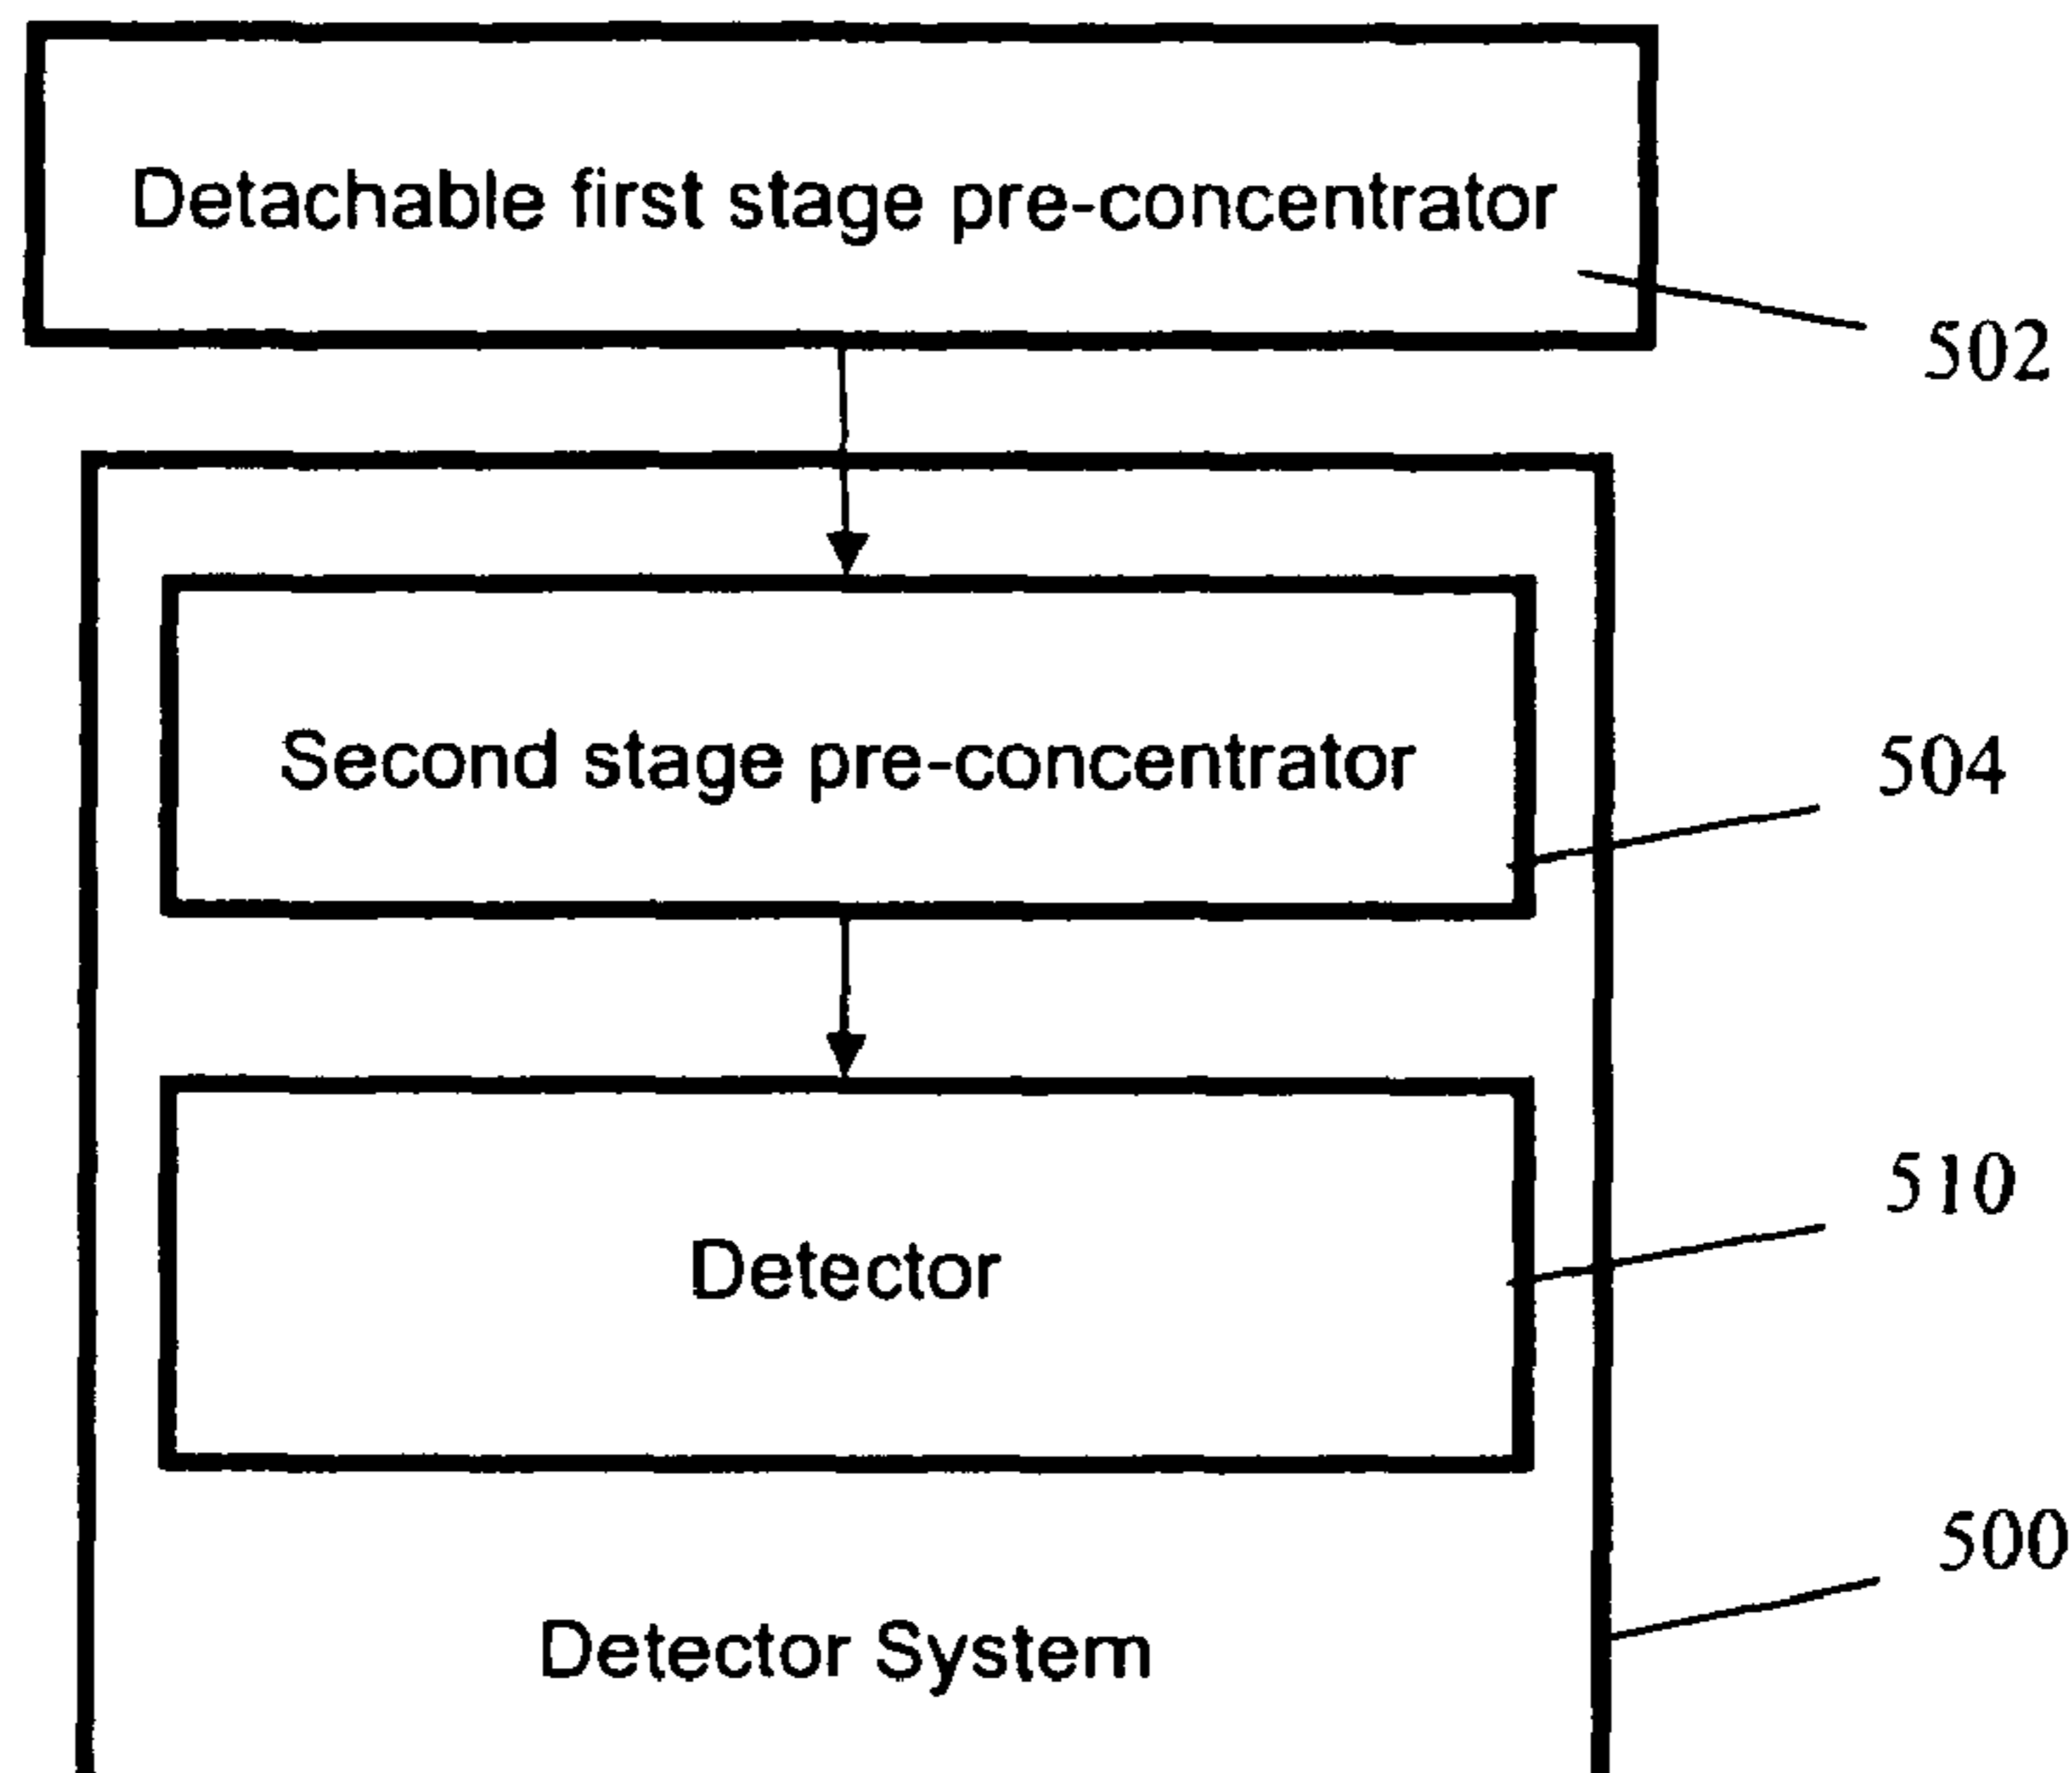 Detachable first stage pre-concentrator
502
Second stage pre-concentrator
504
510
Detector
500
Detector System